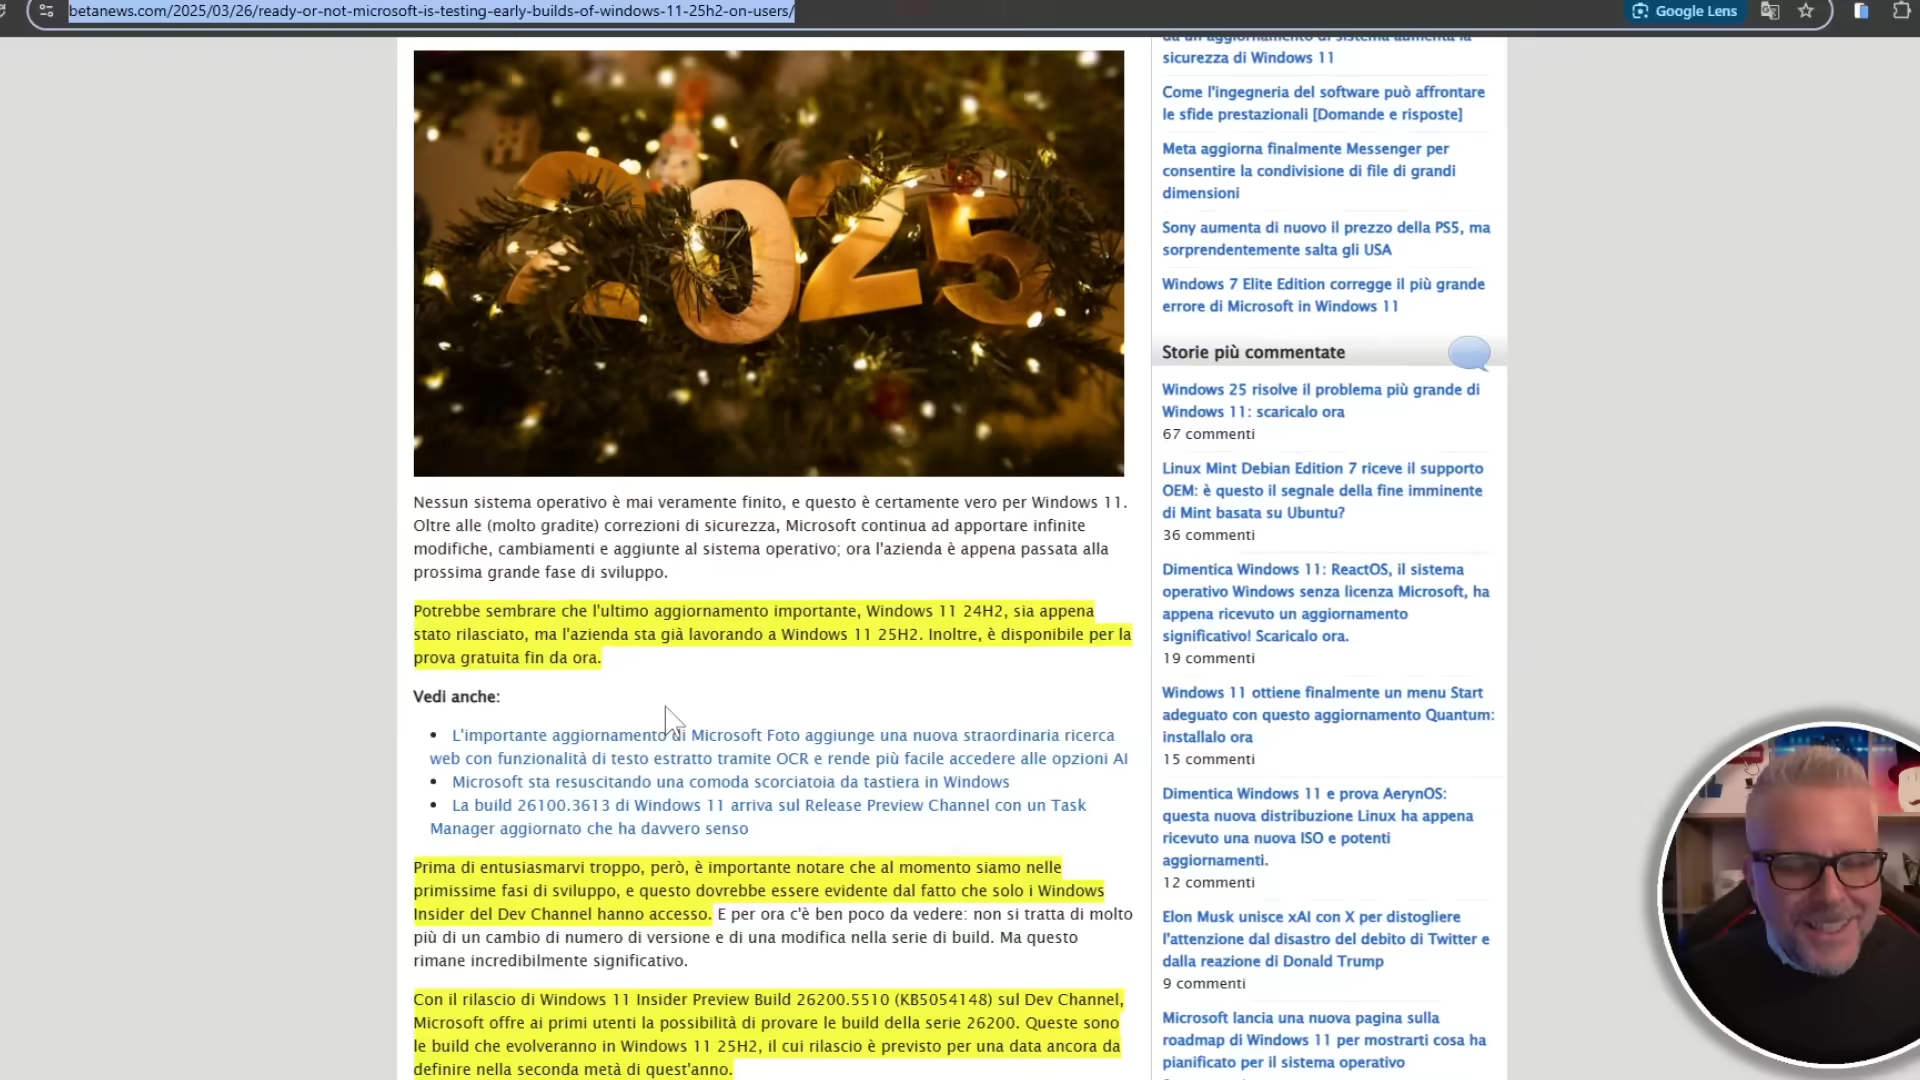 betanews.com/2025/03/26/ready-or-not-microsoft-is-testing-early-builds-of-windows-11-25h2-on-users/
Google Lens
2025
Nessun sistema operativo è mai veramente finito, e questo è certamente vero per Windows 11.
Oltre alle (molto gradite) correzioni di sicurezza, Microsoft continua ad apportare infinite
modifiche, cambiamenti e aggiunte al sistema operativo; ora l'azienda è appena passata alla
prossima grande fase di sviluppo.
Potrebbe sembrare che l'ultimo aggiornamento importante, Windows 11 24H2, sia appena
stato rilasciato, ma l'azienda sta già lavorando a Windows 11 25H2. Inoltre, è disponibile per la
prova gratuita fin da ora.
Vedi anche:
• L'importante aggiornamento di Microsoft Foto aggiunge una nuova straordinaria ricerca
web con funzionalità di testo estratto tramite OCR e rende più facile accedere alle opzioni AI
• Microsoft sta resuscitando una comoda scorciatoia da tastiera in Windows
• La build 26100.3613 di Windows 11 arriva sul Release Preview Channel con un Task
Manager aggiornato che ha davvero senso
Prima di entusiasmarvi troppo, però, è importante notare che al momento siamo nelle
primissime fasi di sviluppo, e questo dovrebbe essere evidente dal fatto che solo i Windows
Insider del Dev Channel hanno accesso. E per ora c'è ben poco da vedere: non si tratta di molto
più di un cambio di numero di versione e di una modifica nella serie di build. Ma questo
rimane incredibilmente significativo.
Con il rilascio di Windows 11 Insider Preview Build 26200.5510 (KB5054148) sul Dev Channel,
Microsoft offre ai primi utenti la possibilità di provare le build della serie 26200. Queste sono
le build che evolveranno in Windows 11 25H2, il cui rilascio è previsto per una data ancora da
definire nella seconda metà di quest'anno.
da un aggiornamento di sistema aumenta la
sicurezza di Windows 11
Come l'ingegneria del software può affrontare
le sfide prestazionali [Domande e risposte]
Meta aggiorna finalmente Messenger per
consentire la condivisione di file di grandi
dimensioni
Sony aumenta di nuovo il prezzo della PS5, ma
sorprendentemente salta gli USA
Windows 7 Elite Edition corregge il più grande
errore di Microsoft in Windows 11
Storie più commentate
Windows 25 risolve il problema più grande di
Windows 11: scaricalo ora
67 commenti
Linux Mint Debian Edition 7 riceve il supporto
OEM: è questo il segnale della fine imminente
di Mint basata su Ubuntu?
36 commenti
Dimentica Windows 11: ReactOS, il sistema
operativo Windows senza licenza Microsoft, ha
appena ricevuto un aggiornamento
significativo! Scaricalo ora.
19 commenti
Windows 11 ottiene finalmente un menu Start
adeguato con questo aggiornamento Quantum:
installalo ora
15 commenti
Dimentica Windows 11 e prova AerynOS:
questa nuova distribuzione Linux ha appena
ricevuto una nuova ISO e potenti
aggiornamenti.
12 commenti
Elon Musk unisce xAI con X per distogliere
l'attenzione dal disastro del debito di Twitter e
dalla reazione di Donald Trump
9 commenti
Microsoft lancia una nuova pagina sulla
roadmap di Windows 11 per mostrarti cosa ha
pianificato per il sistema operativo